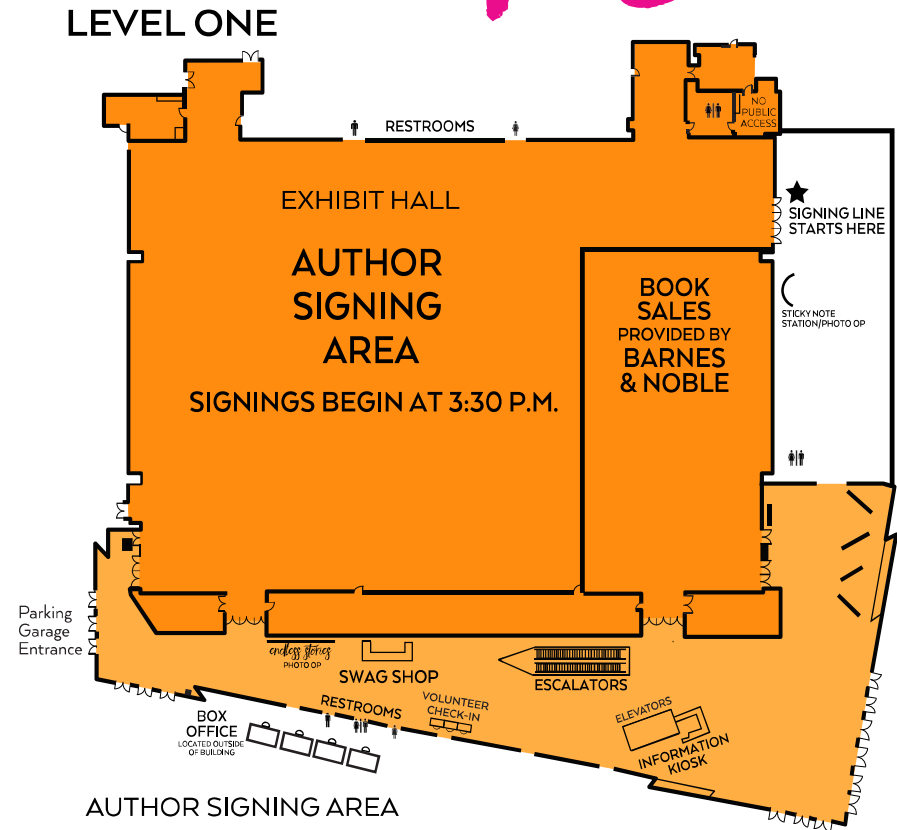 LEVEL ONE
RESTROOMS
NO
PUBLIC
ACCESS
EXHIBIT HALL
SIGNING LINE
STARTS HERE
AUTHOR
SIGNING
AREA
SIGNINGS BEGIN AT 3:30 P.M.
BOOK
SALES
PROVIDED BY
BARNES
& NOBLE
STICKY NOTE
STATION/PHOTO OP
Parking
Garage
Entrance
endless stories
PHOTO OP
SWAG SHOP
ESCALATORS
RESTROOMS
VOLUNTEER
CHECK-IN
ELEVATORS
INFORMATION
KIOSK
BOX
OFFICE
LOCATED OUTSIDE
OF BUILDING
AUTHOR SIGNING AREA